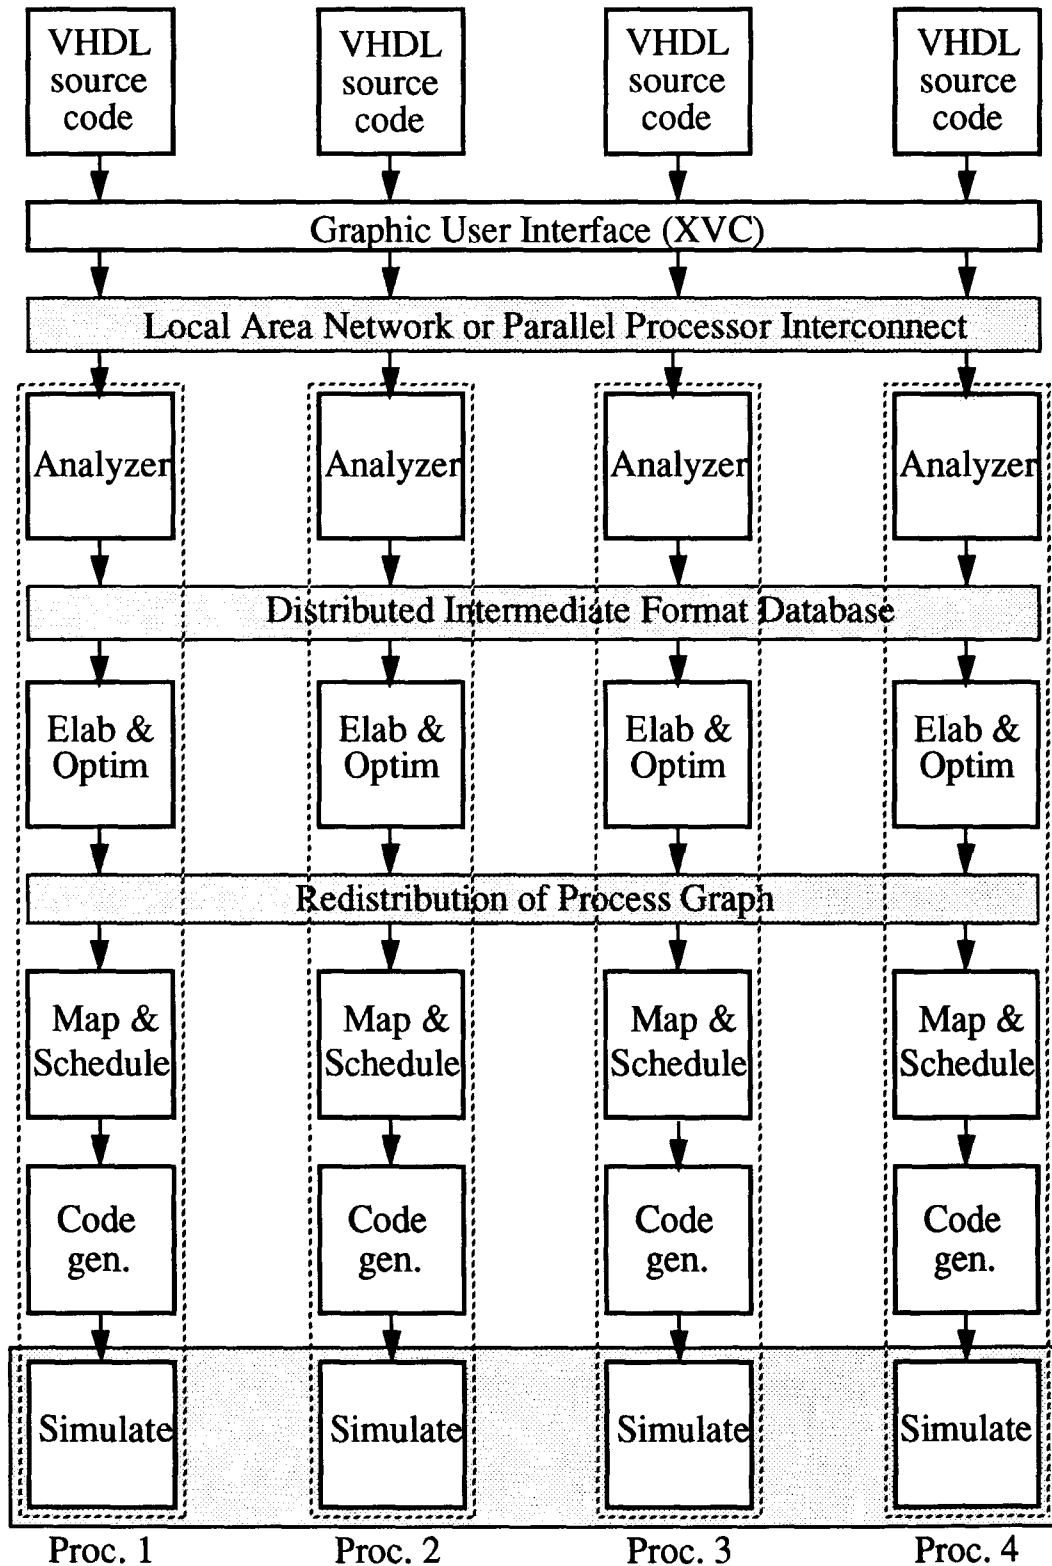 VHDL
source
code
VHDL
source
code
VHDL
source
code
VHDL
source
code
Graphic User Interface (XVC)
Local Area Network or Parallel Processor Interconnect
Analyzer
Analyzer
Analyzer
Analyzer
Distributed Intermediate Format Database
Elab &
Optim
Elab &
Optim
Elab &
Optim
Elab &
Optim
Redistribution of Process Graph
Map &
Schedule
Map &
Schedule
Map &
Schedule
Map &
Schedule
Code
gen.
Code
gen.
Code
gen.
Code
gen.
Simulate
Simulate
Simulate
Simulate
Proc. 1
Proc. 2
Proc. 3
Proc. 4